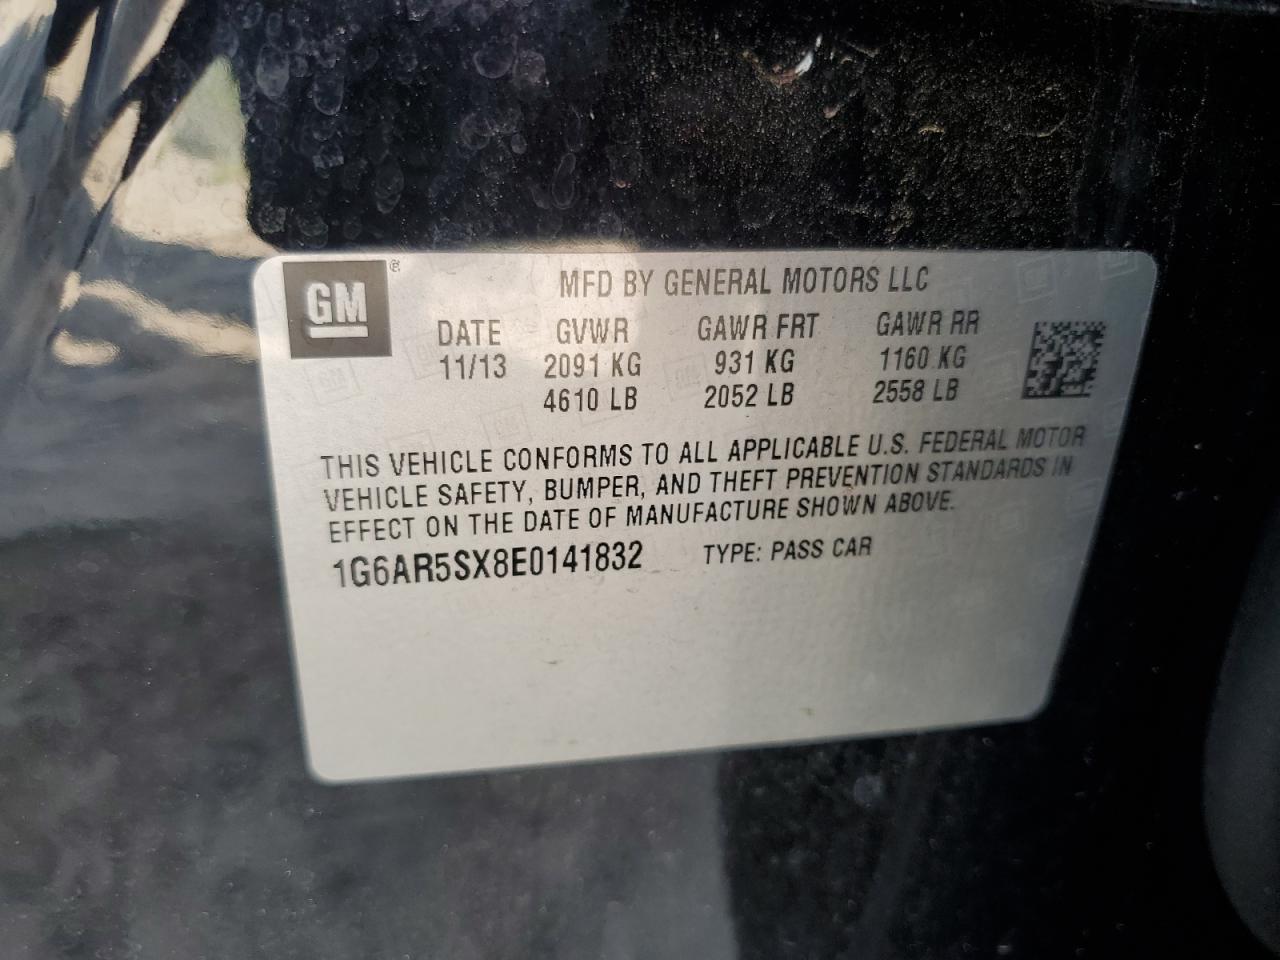 GM ®
MFD BY GENERAL MOTORS LLC
DATE GVWR GAWR FRT GAWR RR
11/13 2091 KG 931 KG 1160 KG
4610 LB 2052 LB 2558 LB
THIS VEHICLE CONFORMS TO ALL APPLICABLE U.S. FEDERAL MOTOR
VEHICLE SAFETY, BUMPER, AND THEFT PREVENTION STANDARDS IN
EFFECT ON THE DATE OF MANUFACTURE SHOWN ABOVE.
1G6AR5SX8E0141832 TYPE: PASS CAR